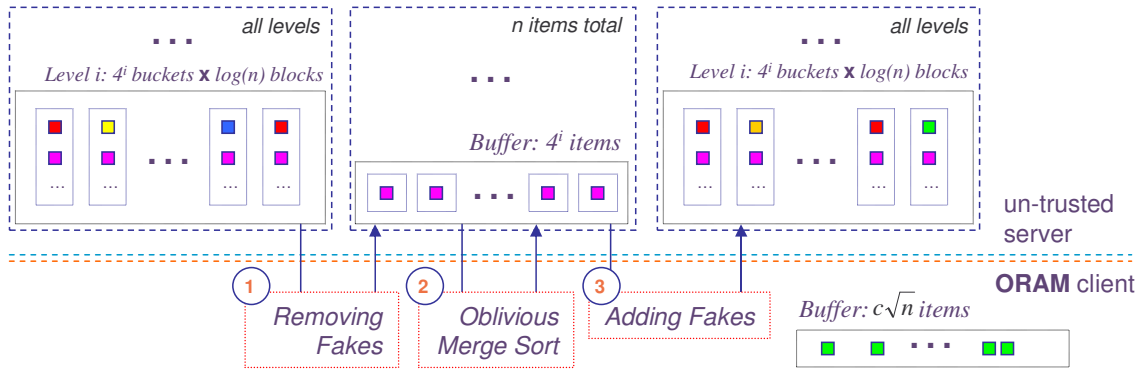 all levels
...
Level i: 4^i buckets x log(n) blocks
...
... ... ... ...
n items total
...
Buffer: 4^i items
...
all levels
...
Level i: 4^i buckets x log(n) blocks
...
... ... ... ...
un-trusted
server
ORAM client
1
Removing
Fakes
2
Oblivious
Merge Sort
3
Adding Fakes
Buffer: c√n items
...